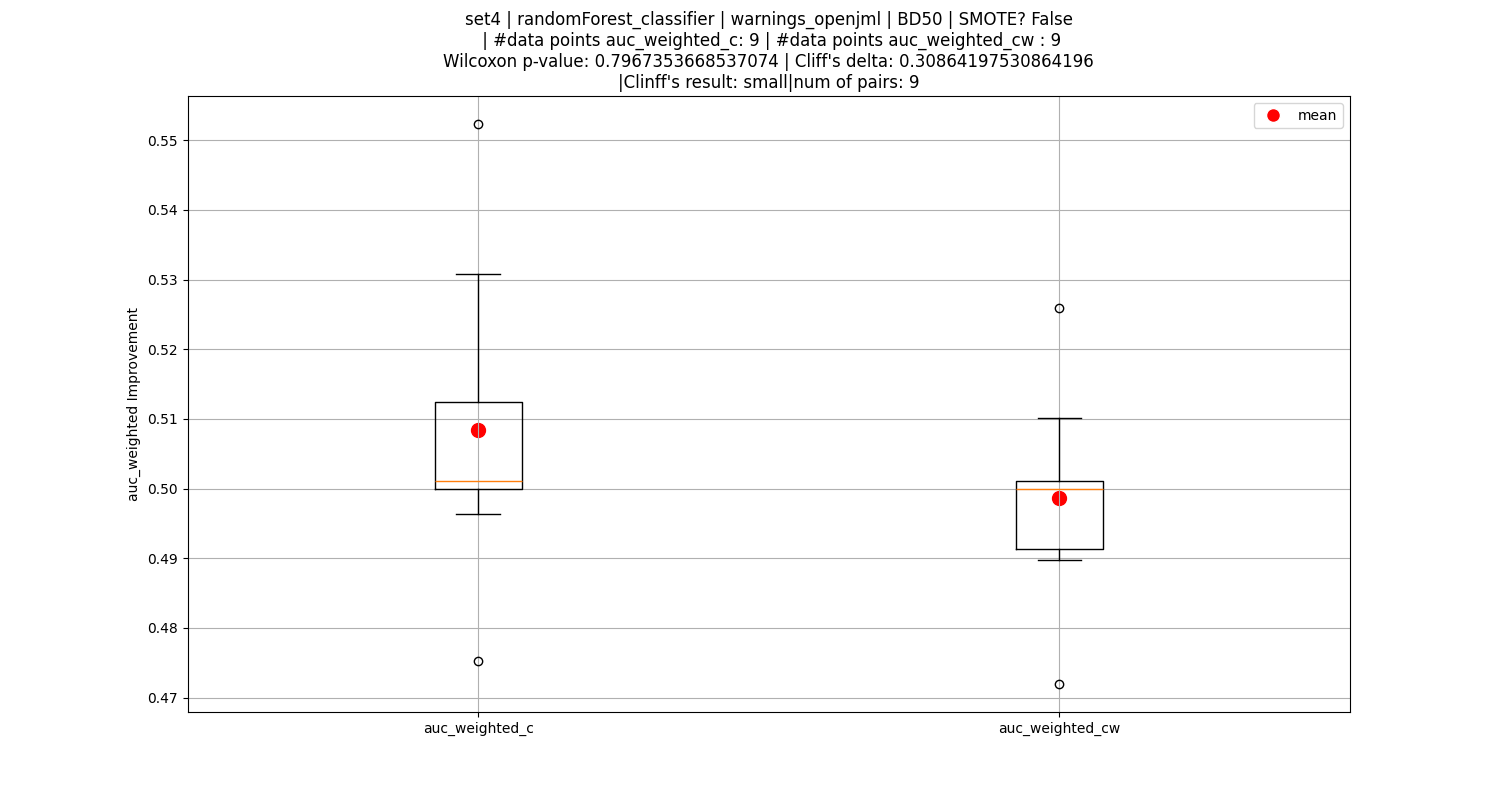 set4 | randomForest_classifier | warnings_openjml | BD50 | SMOTE? False
| #data points auc_weighted_c: 9 | #data points auc_weighted_cw : 9
Wilcoxon p-value: 0.7967353668537074 | Cliff's delta: 0.30864197530864196
|Clinff's result: small|num of pairs: 9
mean
auc_weighted Improvement
0.55
0.54
0.53
0.52
0.51
0.50
0.49
0.48
0.47
auc_weighted_c
auc_weighted_cw